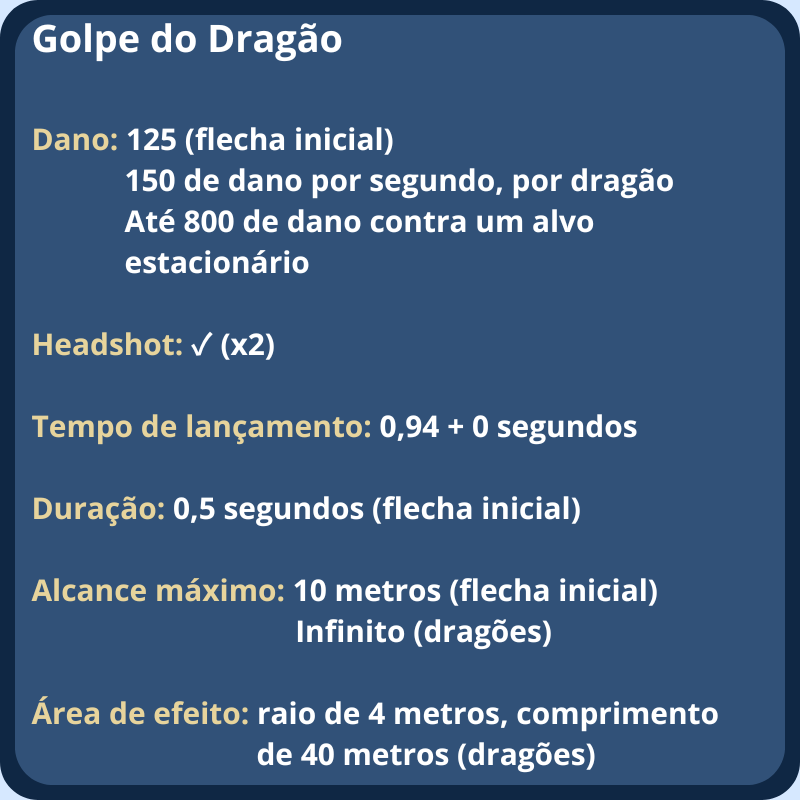 Golpe do Dragão
Dano: 125 (flecha inicial)
150 de dano por segundo, por dragão
Até 800 de dano contra um alvo
estacionário
Headshot: ✓ (x2)
Tempo de lançamento: 0,94 + 0 segundos
Duração: 0,5 segundos (flecha inicial)
Alcance máximo: 10 metros (flecha inicial)
Infinito (dragões)
Área de efeito: raio de 4 metros, comprimento
de 40 metros (dragões)